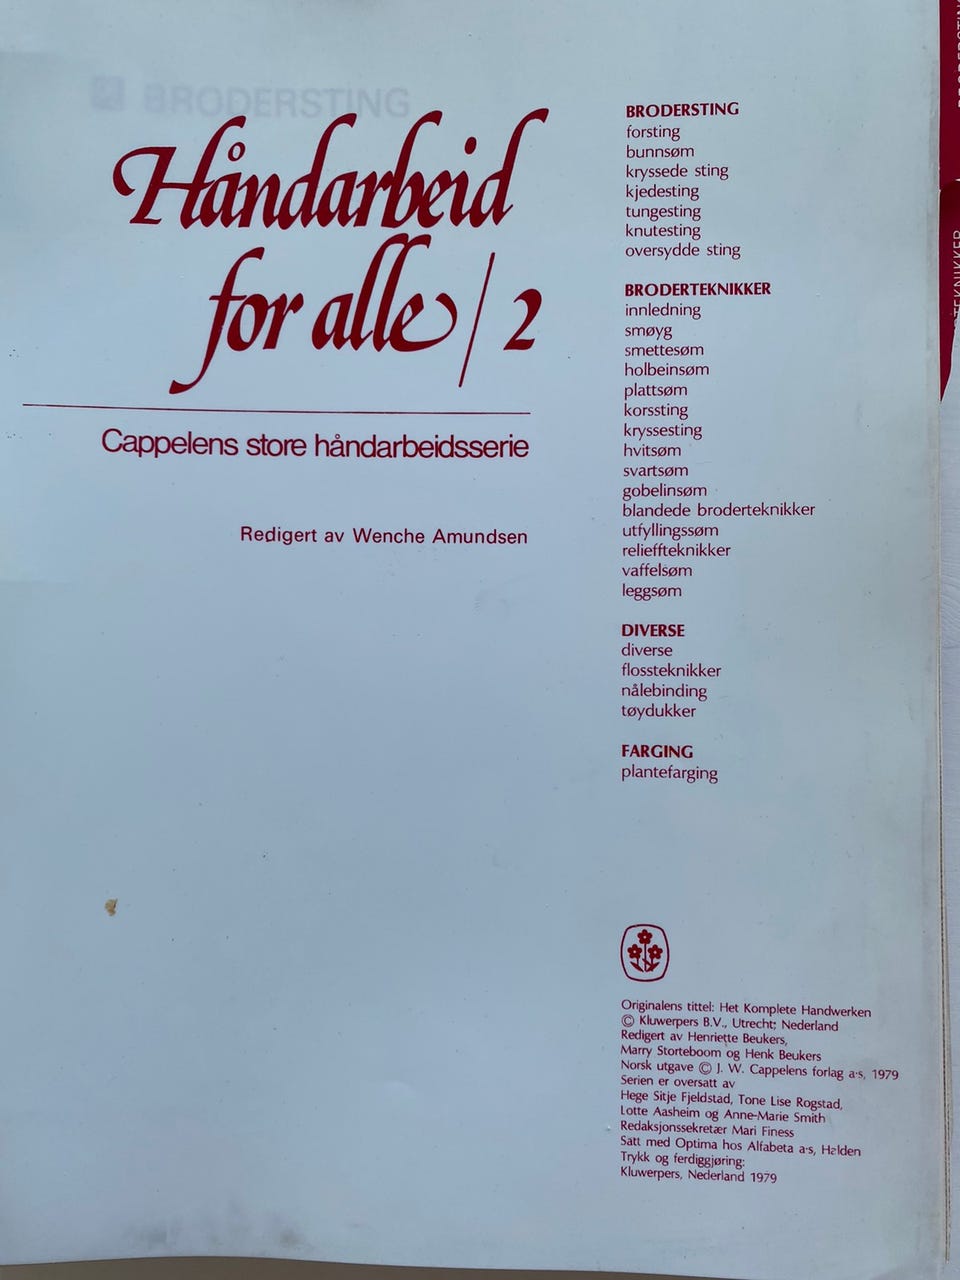 BRODERSTING
Håndarbeid
for alle/2
Cappelens store håndarbeidsserie
Redigert av Wenche Amundsen
BRODERSTING
forsting
bunnsøm
kryssede sting
kjedesting
tungesting
knutesting
oversydde sting
BRODERTEKNIKKER
innledning
smøyg
smettesøm
holbeinsøm
plattsøm
korssting
kryssesting
hvitsøm
svartsøm
gobelinsøm
blandede broderteknikker
utfyllingssøm
relieffteknikker
vaffelsøm
leggsøm
DIVERSE
diverse
flossteknikker
nålebinding
tøydukker
FARGING
plantefarging
Originalens tittel: Het Komplete Handwerken
© Kluwerpers B.V., Utrecht; Nederland
Redigert av Henriette Beukers,
Marry Storteboom og Henk Beukers
Norsk utgave © J. W. Cappelens forlag a·s, 1979
Serien er oversatt av
Hege Sitje Fjeldstad, Tone Lise Rogstad,
Lotte Aasheim og Anne-Marie Smith
Redaksjonssekretær Mari Finess
Satt med Optima hos Alfabeta a·s, Halden
Trykk og ferdiggjøring:
Kluwerpers, Nederland 1979